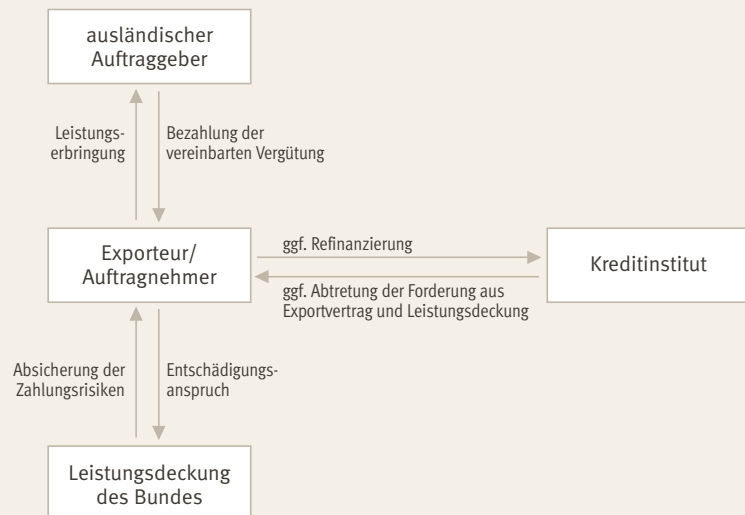 ausländischer
Auftraggeber
Leistungs-
erbringung
Bezahlung der
vereinbarten Vergütung
Exporteur/
Auftragnehmer
ggf. Refinanzierung
ggf. Abtretung der Forderung aus
Exportvertrag und Leistungsdeckung
Kreditinstitut
Absicherung der
Zahlungsrisiken
Entschädigungs-
anspruch
Leistungsdeckung
des Bundes